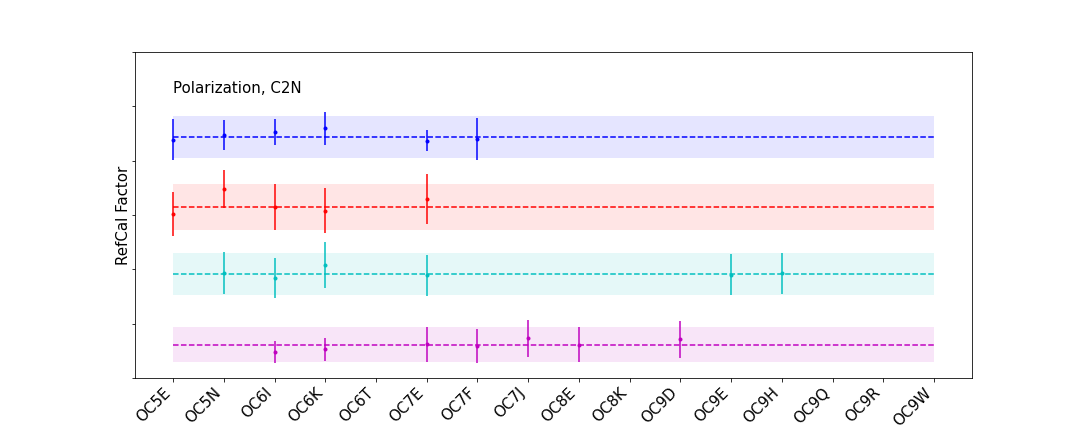 Polarization, C2N
RefCal Factor
OC5E
OC5N
OC6I
OC6K
OC6T
OC7E
OC7F
OC7J
OC8E
OC8K
OC9D
OC9E
OC9H
OC9Q
OC9R
OC9W